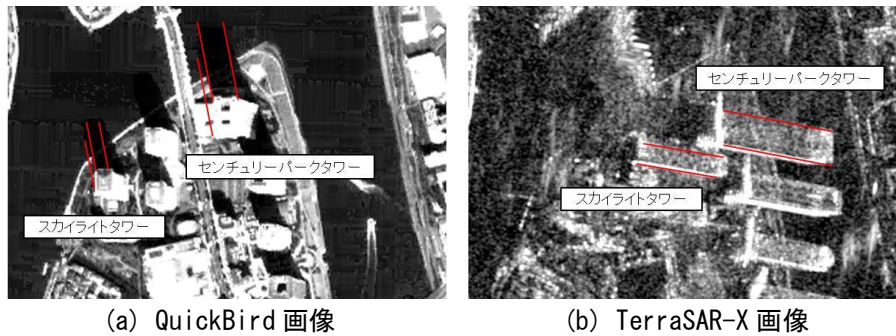 センチュリーパークタワー
スカイライトタワー
センチュリーパークタワー
スカイライトタワー
(a) QuickBird 画像
(b) TerraSAR-X 画像